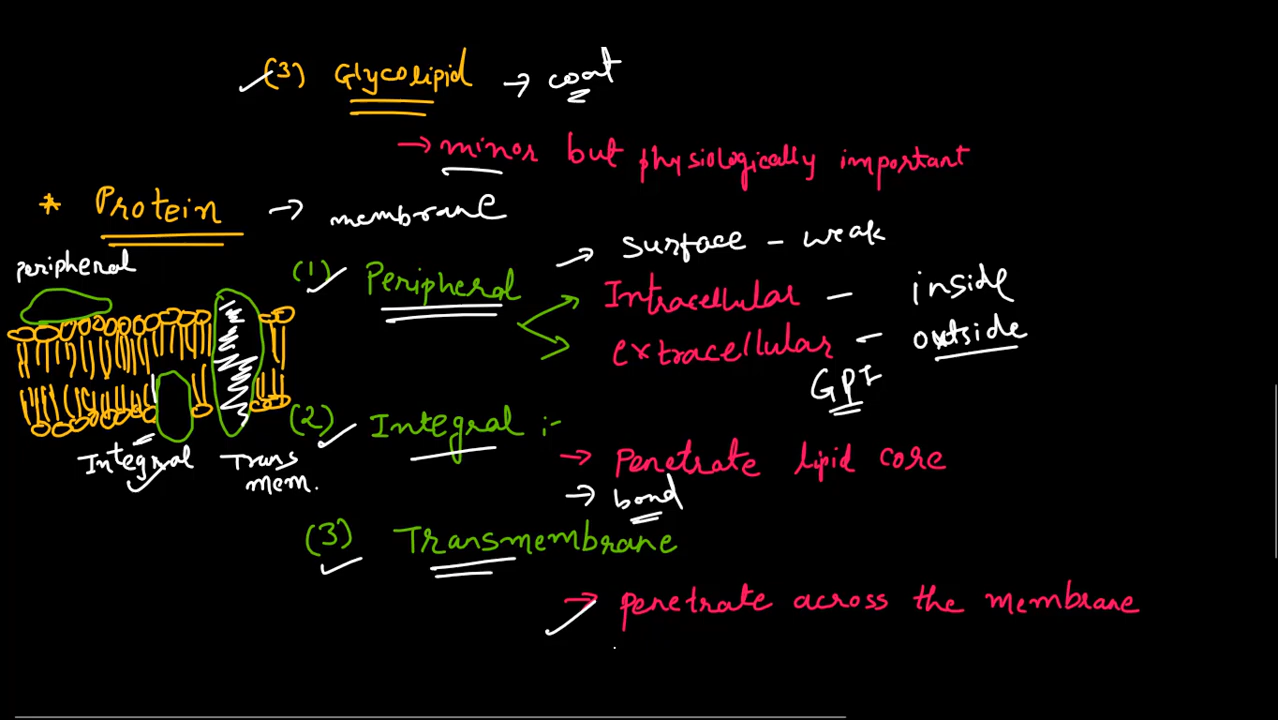 (3) Glycolipid → coat
→ minor but physiologically important
* Protein → membrane
peripheral
(1) Peripheral → surface - weak
Intracellular - inside
extracellular - outside
GPI
(2) Integral :-
Integral Trans mem.
→ Penetrate lipid core
→ bond
(3) Transmembrane
→ penetrate across the membrane